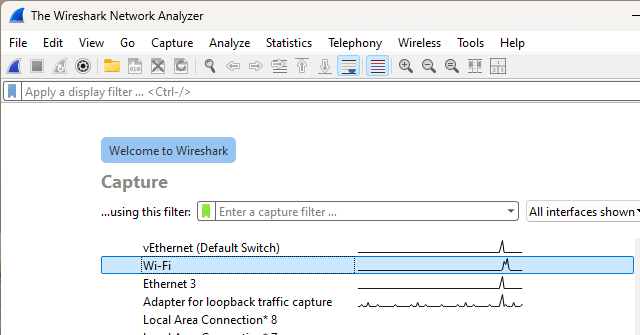 The Wireshark Network Analyzer
File Edit View Go Capture Analyze Statistics Telephony Wireless Tools Help
Apply a display filter ... <Ctrl-/>
Welcome to Wireshark
Capture
...using this filter: Enter a capture filter ... All interfaces shown
vEthernet (Default Switch)
Wi-Fi
Ethernet 3
Adapter for loopback traffic capture
Local Area Connection* 8